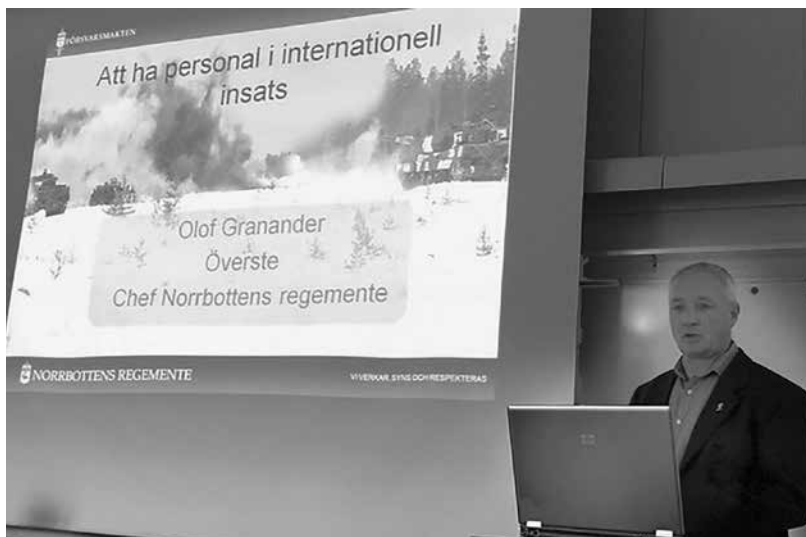 FÖRSVARSMAKTEN
Att ha personal i internationell
insats
Olof Granander
Överste
Chef Norrbottens regemente
NORRBOTTENS REGEMENTE
VI VERKAR, SYNS OCH RESPEKTERAS